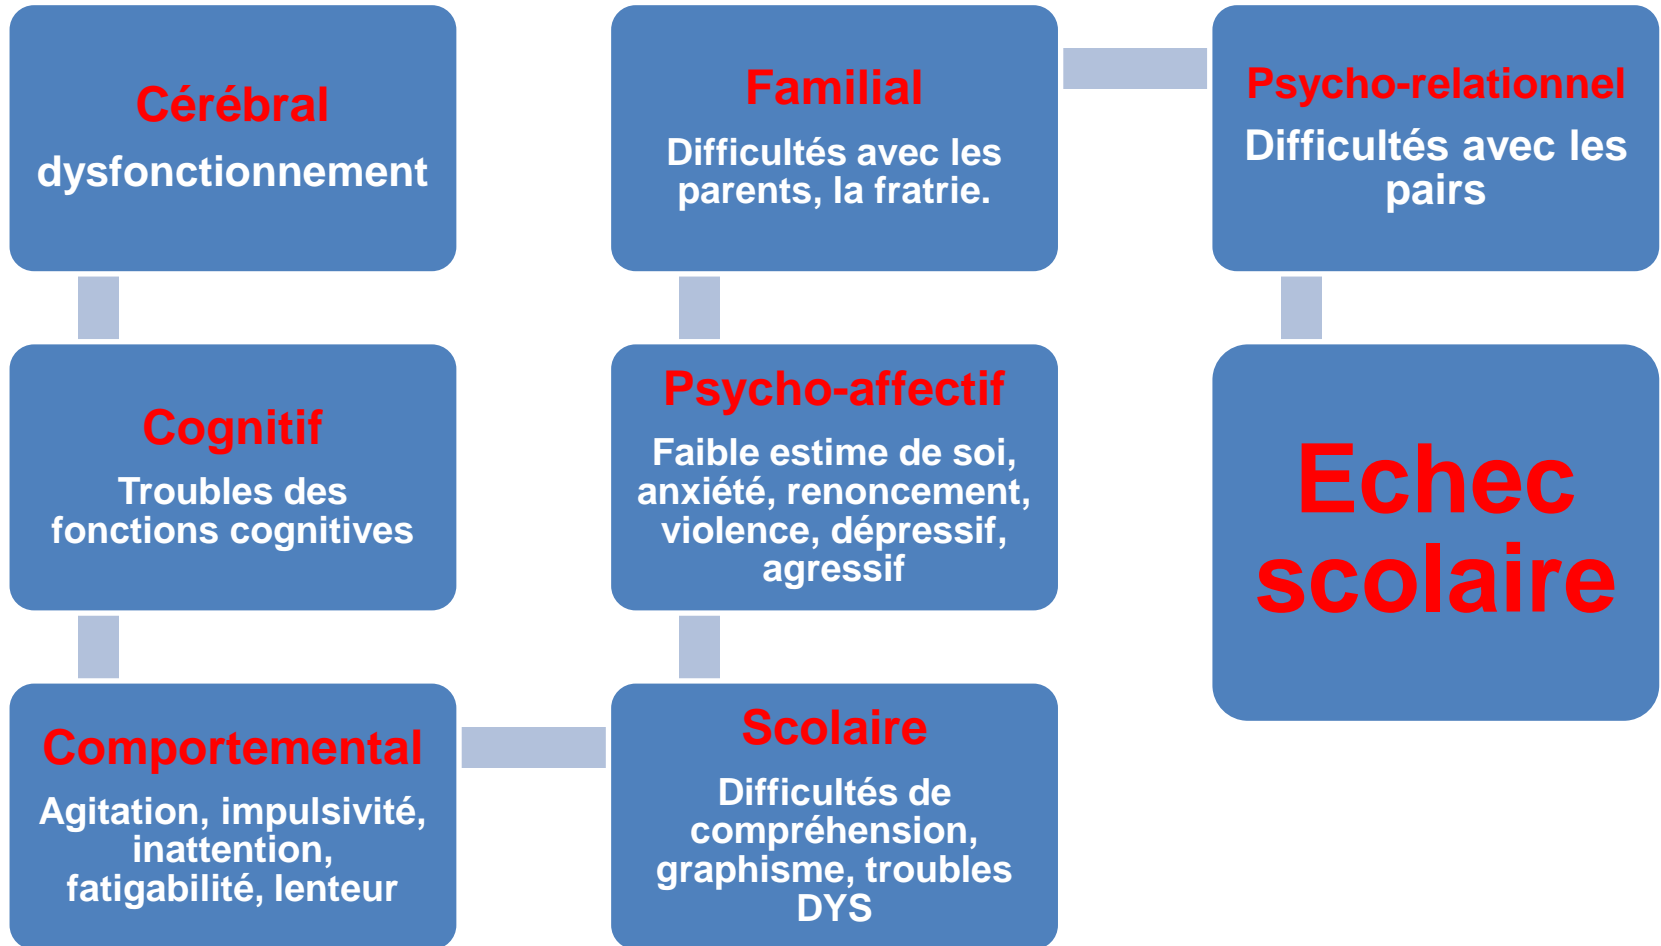 Cérébral
dysfonctionnement
Cognitif
Troubles des
fonctions cognitives
Comportemental
Agitation, impulsivité,
inattention,
fatigabilité, lenteur
Scolaire
Difficultés de
compréhension,
graphisme, troubles
DYS
Psycho-affectif
Faible estime de soi,
anxiété, renoncement,
violence, dépressif,
agressif
Familial
Difficultés avec les
parents, la fratrie.
Psycho-relationnel
Difficultés avec les
pairs
Echec
scolaire